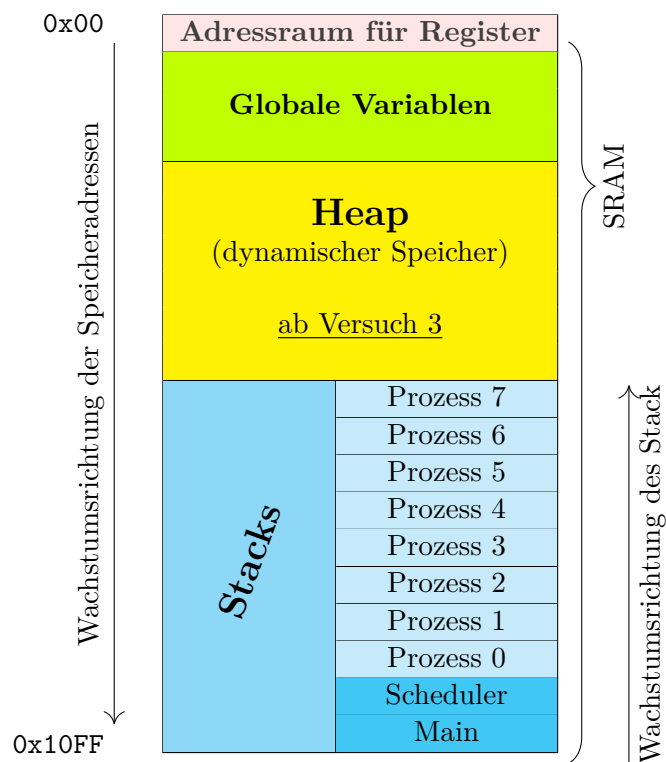 0x00
Adressraum für Register
Globale Variablen
Heap
(dynamischer Speicher)
ab Versuch 3
Stacks
Prozess 7
Prozess 6
Prozess 5
Prozess 4
Prozess 3
Prozess 2
Prozess 1
Prozess 0
Scheduler
Main
0x10FF
Wachstumsrichtung der Speicheradressen
SRAM
Wachstumsrichtung des Stack